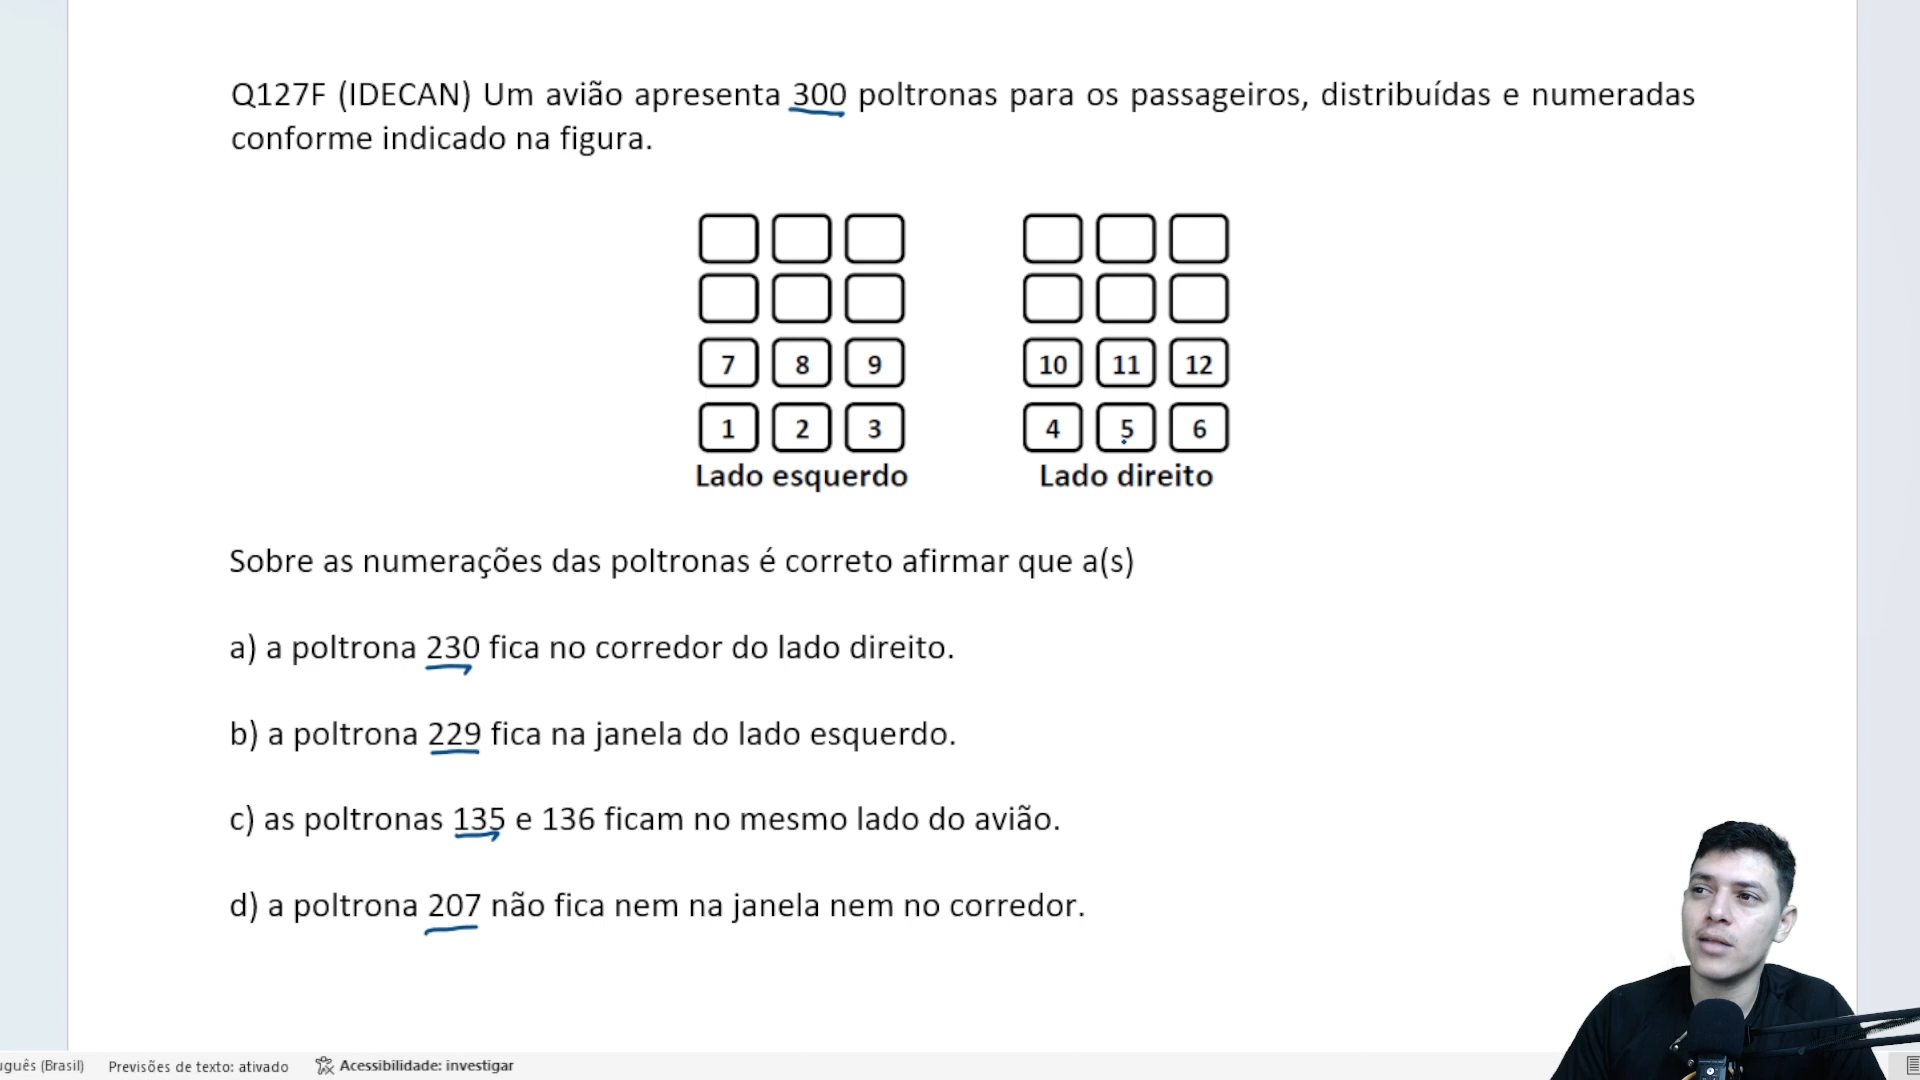 Q127F (IDECAN) Um avião apresenta 300 poltronas para os passageiros, distribuídas e numeradas
conforme indicado na figura.
7 8 9 10 11 12
1 2 3 4 5 6
Lado esquerdo Lado direito
Sobre as numerações das poltronas é correto afirmar que a(s)
a) a poltrona 230 fica no corredor do lado direito.
b) a poltrona 229 fica na janela do lado esquerdo.
c) as poltronas 135 e 136 ficam no mesmo lado do avião.
d) a poltrona 207 não fica nem na janela nem no corredor.
uguês (Brasil) Previsões de texto: ativado Acessibilidade: investigar